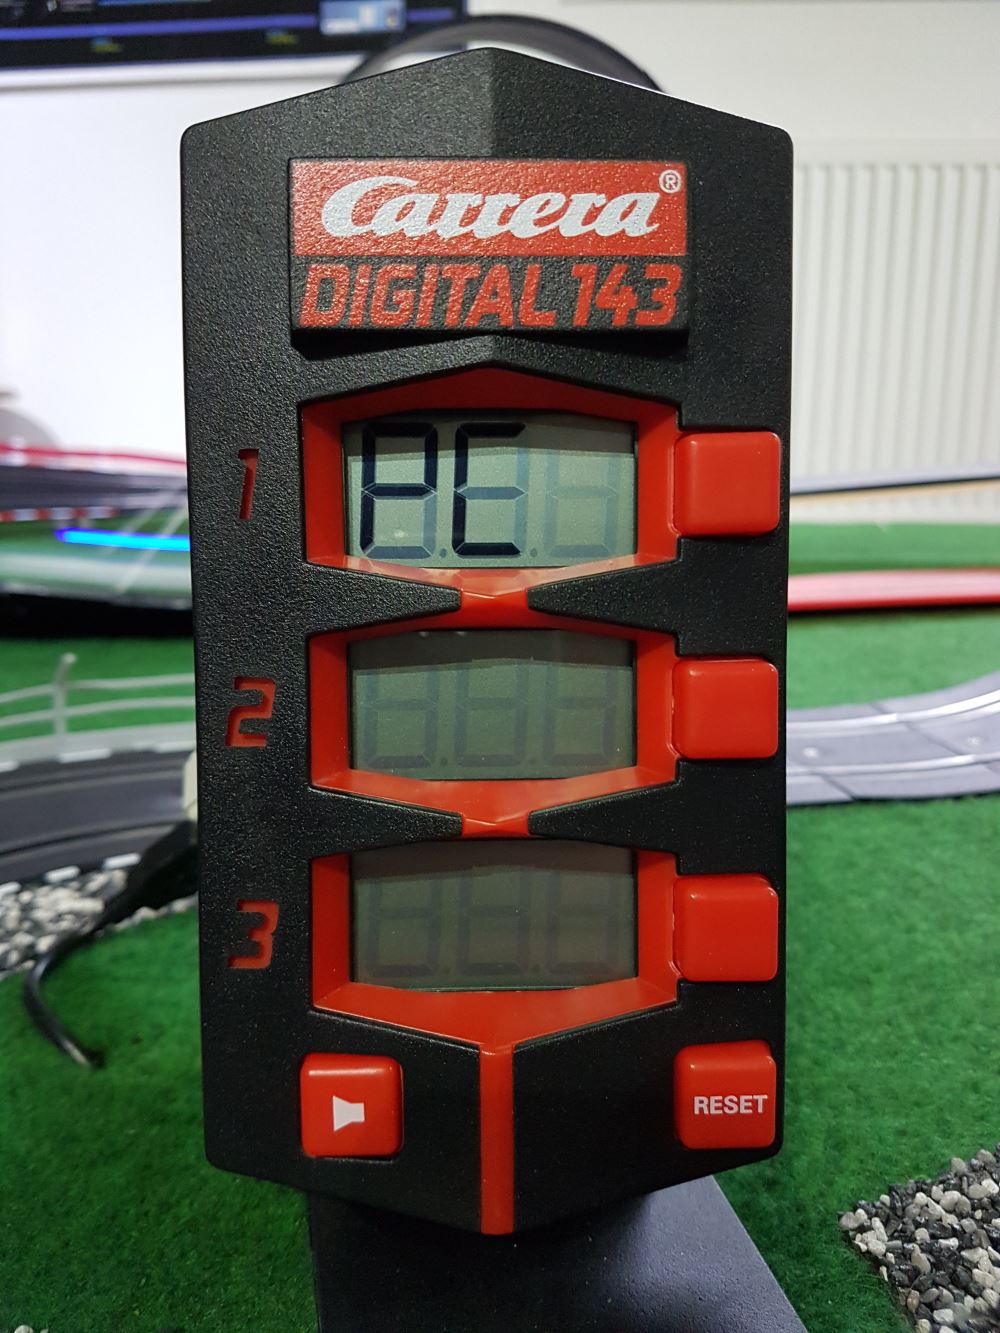 Carrera®
DIGITAL 143
1
PC
2
3
RESET